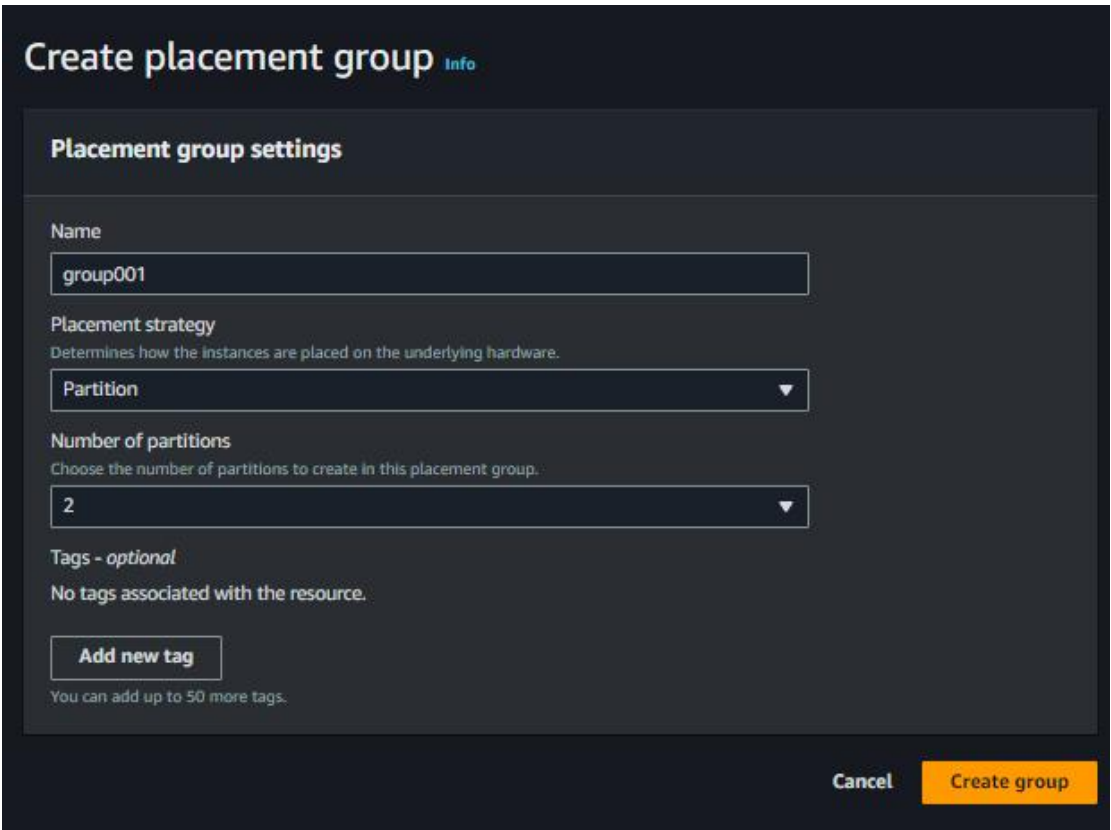 Create placement group Info
Placement group settings
Name
group001
Placement strategy
Determines how the instances are placed on the underlying hardware.
Partition
Number of partitions
Choose the number of partitions to create in this placement group.
2
Tags - optional
No tags associated with the resource.
Add new tag
You can add up to 50 more tags.
Cancel Create group